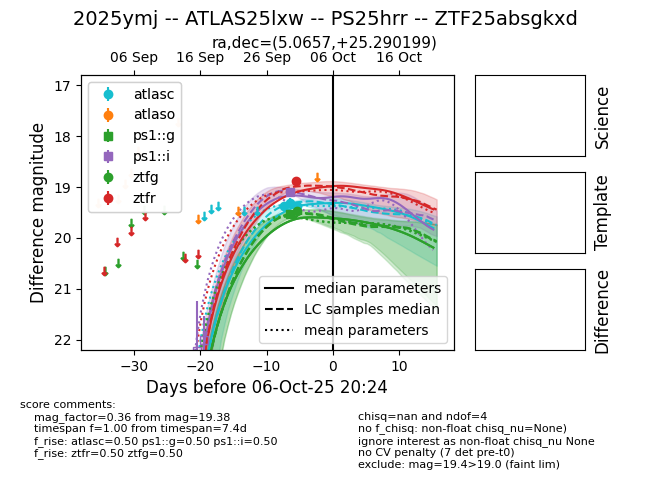 2025ymj -- ATLAS25lxw -- PS25hrr -- ZTF25absgkxd
ra,dec=(5.0657,+25.290199)
06 Sep 16 Sep 26 Sep 06 Oct 16 Oct
17
18
19
20
21
22
Difference magnitude
atlasc
atlaso
ps1::g
ps1::i
ztfg
ztfr
median parameters
LC samples median
mean parameters
−30 −20 −10 0 10
Days before 06-Oct-25 20:24
Science
Template
Difference
score comments:
mag_factor=0.36 from mag=19.38
timespan f=1.00 from timespan=7.4d
f_rise: atlasc=0.50 ps1::g=0.50 ps1::i=0.50
f_rise: ztfr=0.50 ztfg=0.50
chisq=nan and ndof=4
no f_chisq: non-float chisq_nu=None)
ignore interest as non-float chisq_nu None
no CV penalty (7 det pre-t0)
exclude: mag=19.4>19.0 (faint lim)